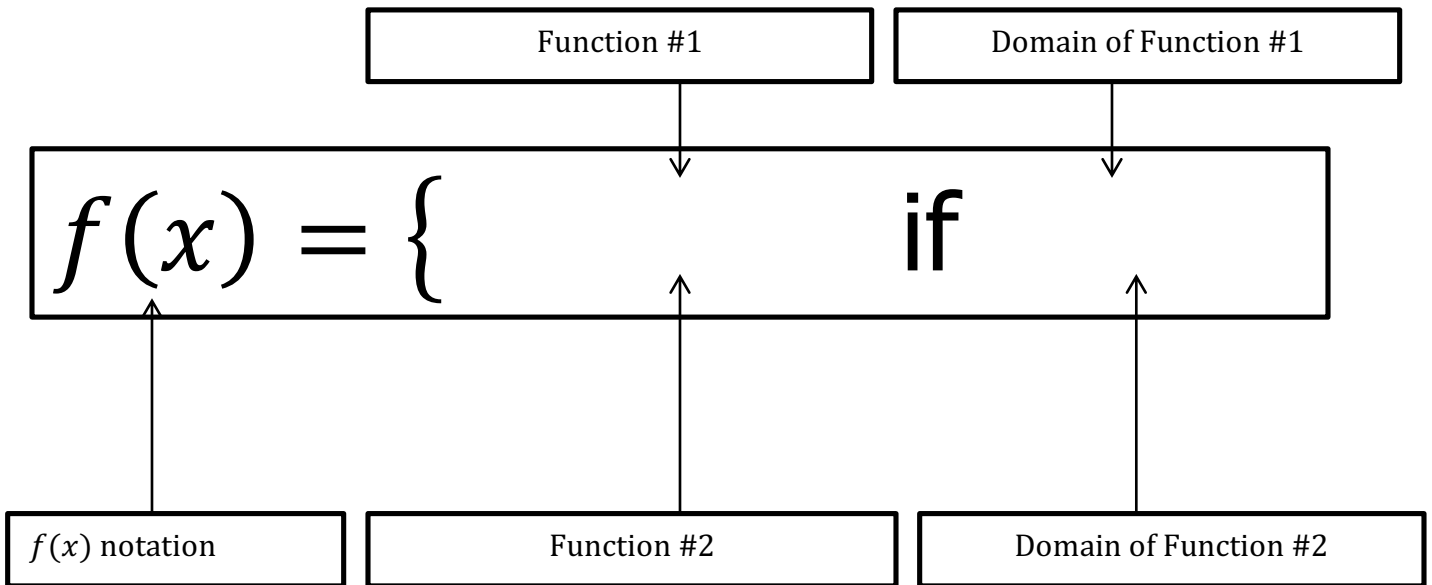 Function #1
Domain of Function #1
f(x) = { if
f(x) notation
Function #2
Domain of Function #2